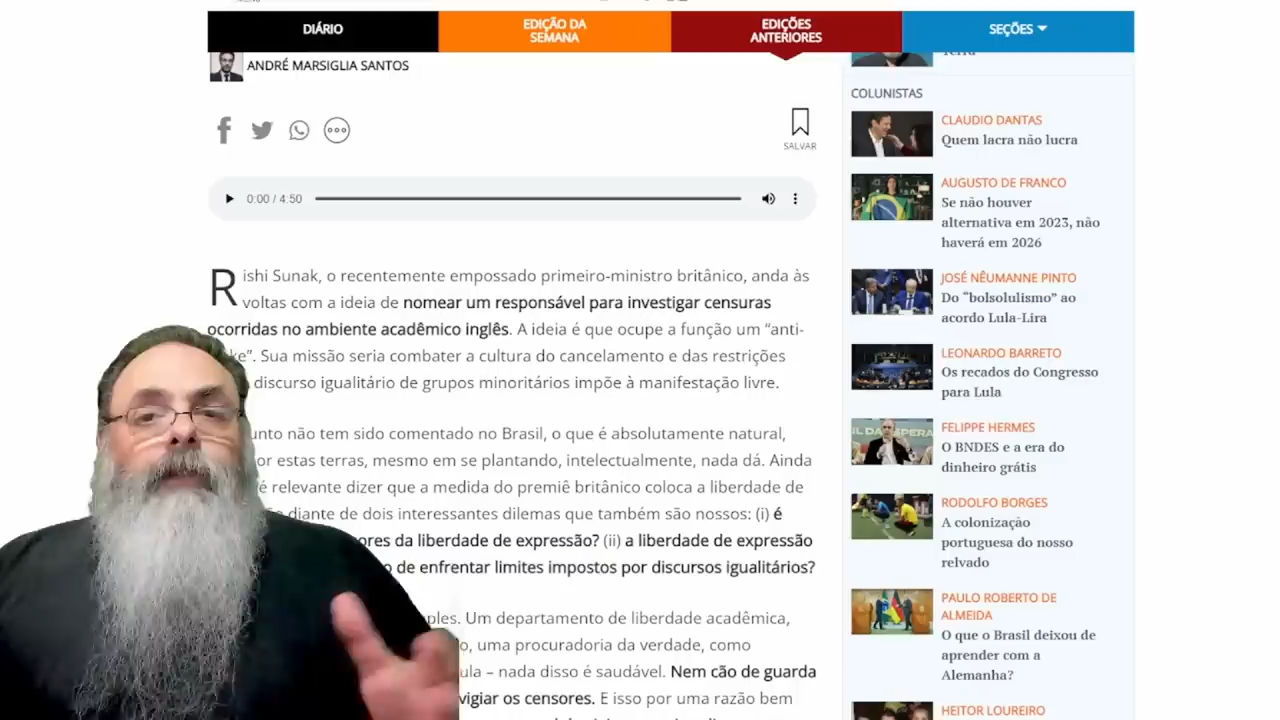 DIÁRIO
EDIÇÃO DA
SEMANA
EDIÇÕES
ANTERIORES
SEÇÕES
ANDRÉ MARSIGLIA SANTOS
SALVAR
0:00 / 4:50
Rishi Sunak, o recentemente empossado primeiro-ministro britânico, anda às
voltas com a ideia de nomear um responsável para investigar censuras
ocorridas no ambiente acadêmico inglês. A ideia é que ocupe a função um “anti-
ke”. Sua missão seria combater a cultura do cancelamento e das restrições
discurso igualitário de grupos minoritários impõe à manifestação livre.
unto não tem sido comentado no Brasil, o que é absolutamente natural,
or estas terras, mesmo em se plantando, intelectualmente, nada dá. Ainda
é relevante dizer que a medida do premiê britânico coloca a liberdade de
diante de dois interessantes dilemas que também são nossos: (i) é
ores da liberdade de expressão? (ii) a liberdade de expressão
o de enfrentar limites impostos por discursos igualitários?
ples. Um departamento de liberdade acadêmica,
o, uma procuradoria da verdade, como
ula – nada disso é saudável. Nem cão de guarda
vigiar os censores. E isso por uma razão bem
COLUNISTAS
CLAUDIO DANTAS
Quem lacra não lucra
AUGUSTO DE FRANCO
Se não houver
alternativa em 2023, não
haverá em 2026
JOSÉ NÊUMANNE PINTO
Do “bolsolulismo” ao
acordo Lula-Lira
LEONARDO BARRETO
Os recados do Congresso
para Lula
FELIPPE HERMES
O BNDES e a era do
dinheiro grátis
RODOLFO BORGES
A colonização
portuguesa do nosso
relvado
PAULO ROBERTO DE
ALMEIDA
O que o Brasil deixou de
aprender com a
Alemanha?
HEITOR LOUREIRO